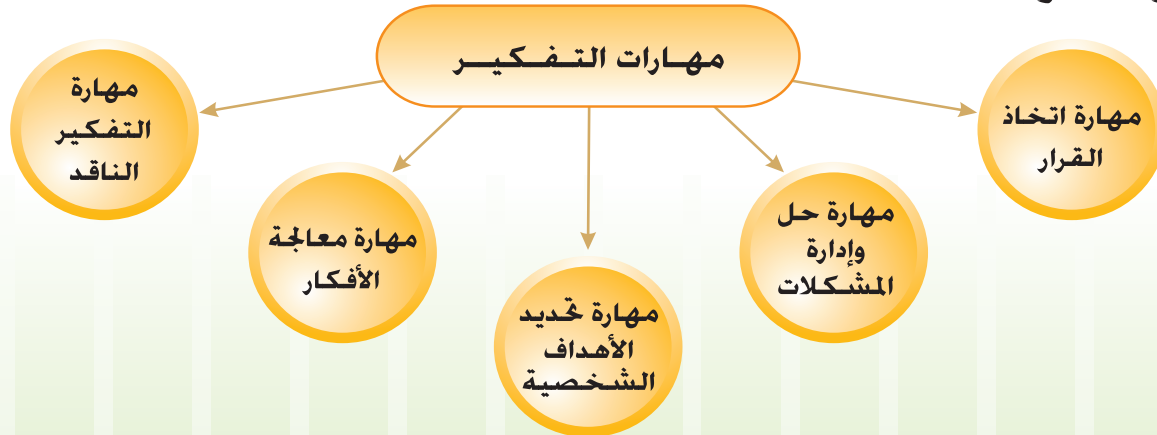 مهارات التفكير
مهارة اتخاذ
القرار
مهارة حل
وإدارة
المشكلات
مهارة تحديد
الأهداف
الشخصية
مهارة معالجة
الأفكار
مهارة
التفكير
الناقد